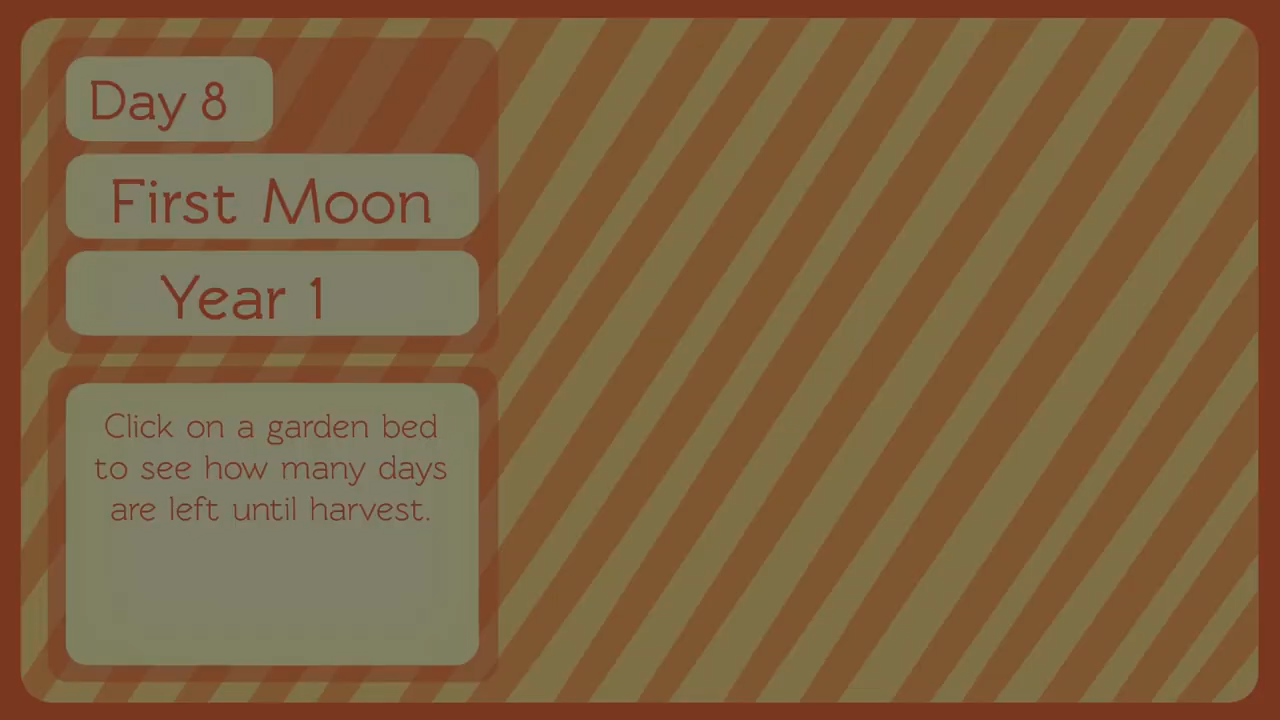 Day 8
First Moon
Year 1
Click on a garden bed
to see how many days
are left until harvest.